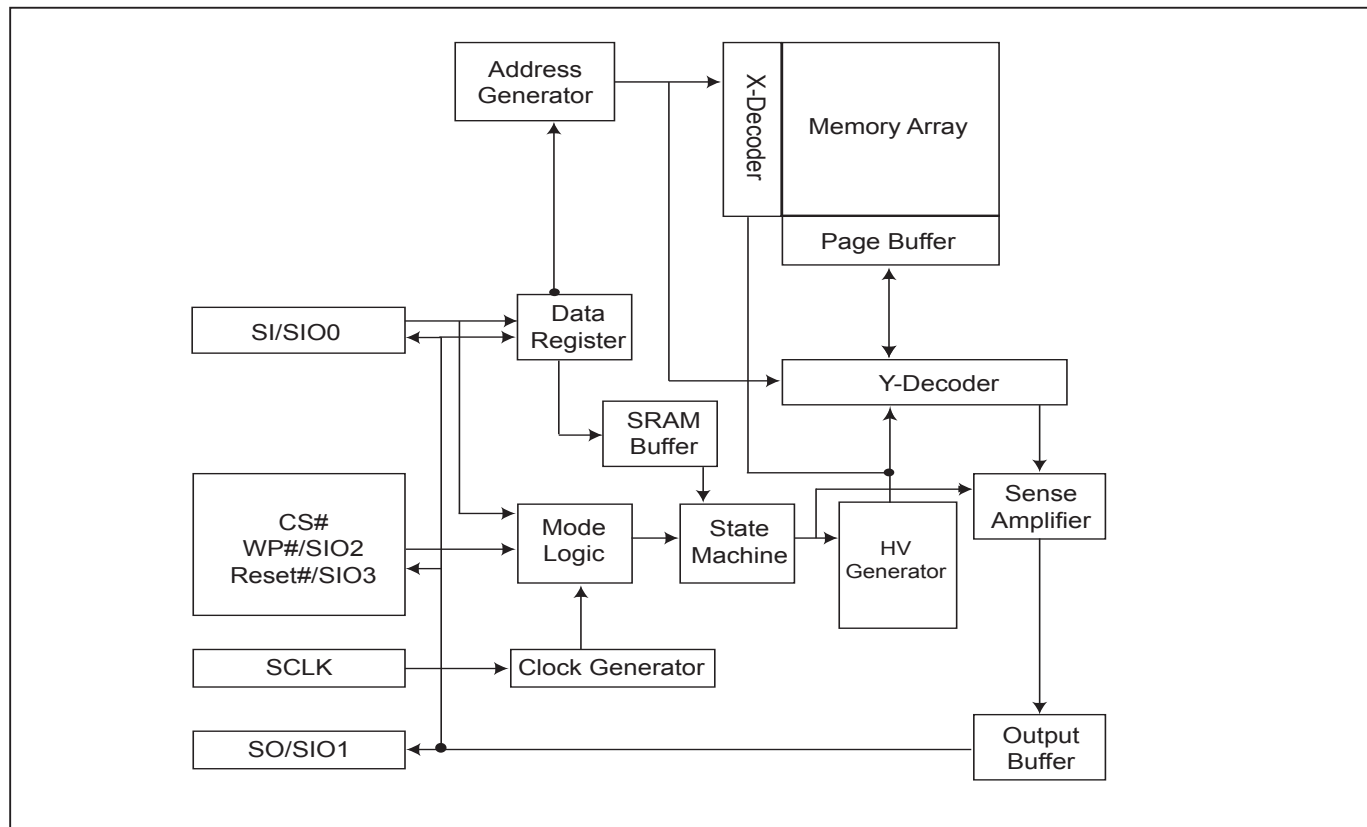 Address
Generator
X-Decoder
Memory Array
Page Buffer
SI/SIO0
Data
Register
Y-Decoder
SRAM
Buffer
CS#
WP#/SIO2
Reset#/SIO3
Mode
Logic
State
Machine
HV
Generator
Sense
Amplifier
SCLK
Clock Generator
SO/SIO1
Output
Buffer